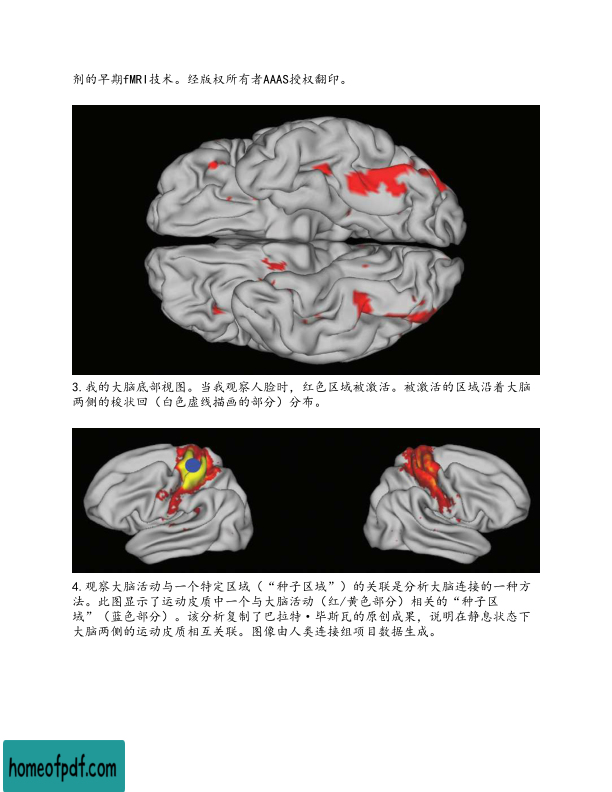 剂的早期fMRI技术。经版权所有者AAAS授权翻印。
3. 我的大脑底部视图。当我观察人脸时，红色区域被激活。被激活的区域沿着大脑
两侧的梭状回（白色虚线描画的部分）分布。
4. 观察大脑活动与一个特定区域（“种子区域”）的关联是分析大脑连接的一种方
法。此图显示了运动皮质中一个与大脑活动（红/黄色部分）相关的“种子区
域”（蓝色部分）。该分析复制了巴拉特·毕斯瓦的原创成果，说明在静息状态下
大脑两侧的运动皮质相互关联。图像由人类连接组项目数据生成。
homeofpdf.com